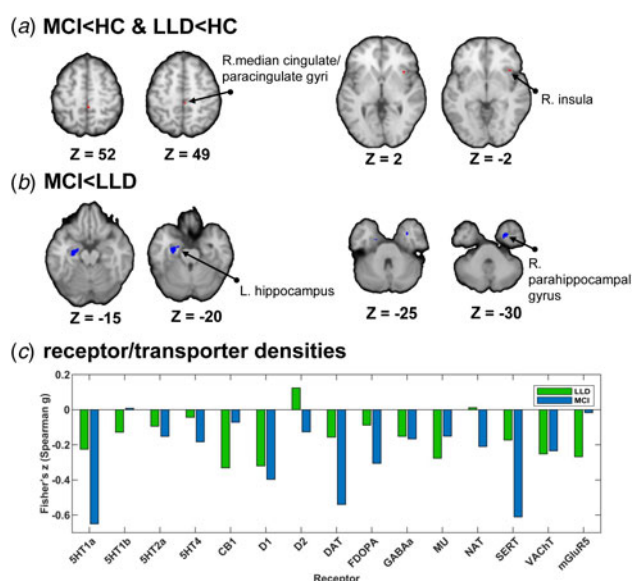 (a) MCI<HC & LLD<HC
R.median cingulate/
paracingulate gyri
R. insula
Z = 52
Z = 49
Z = 2
Z = -2
(b) MCI<LLD
L. hippocampus
R.
parahippocampal
gyrus
Z = -15
Z = -20
Z = -25
Z = -30
(c) receptor/transporter densities
Fisher's z (Spearman g)
0.2
0
-0.2
-0.4
-0.6
LLD
MCI
5HT1a
5HT1b
5HT2a
5HT4
CB1
D1
D2
DAT
FDOPA
GABAa
MU
NAT
SERT
VAChT
mGluR5
Receptor